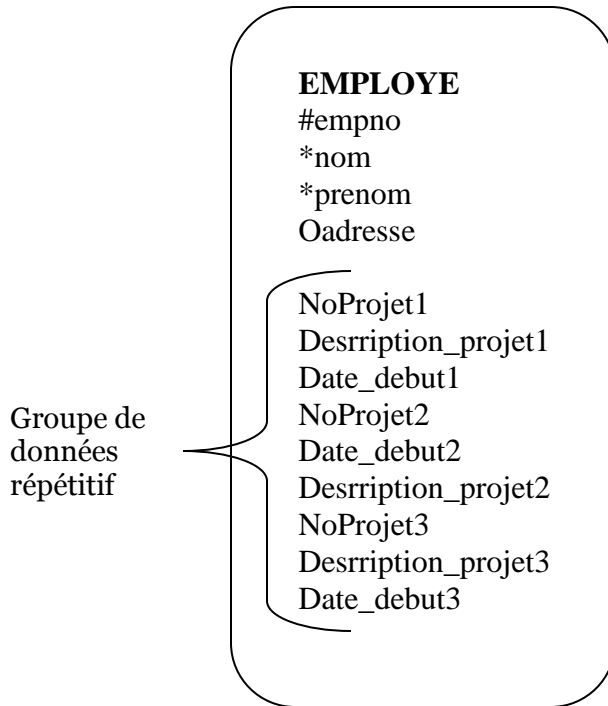 EMPLOYE
#empno
*nom
*prenom
Oadresse
NoProjet1
Desrription_projet1
Date_debut1
NoProjet2
Date_debut2
Desrription_projet2
NoProjet3
Desrription_projet3
Date_debut3
Groupe de
données
répétitif